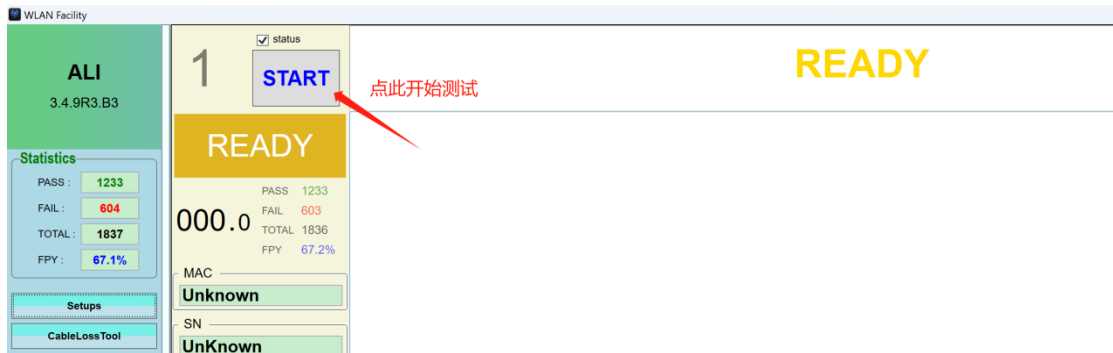 WLAN Facility
ALI
3.4.9R3.B3
Statistics
PASS : 1233
FAIL : 604
TOTAL : 1837
FPY : 67.1%
Setups
CableLossTool
1
status
START
READY
000.0
PASS 1233
FAIL 603
TOTAL 1836
FPY 67.2%
MAC
Unknown
SN
UnKnown
点此开始测试
READY